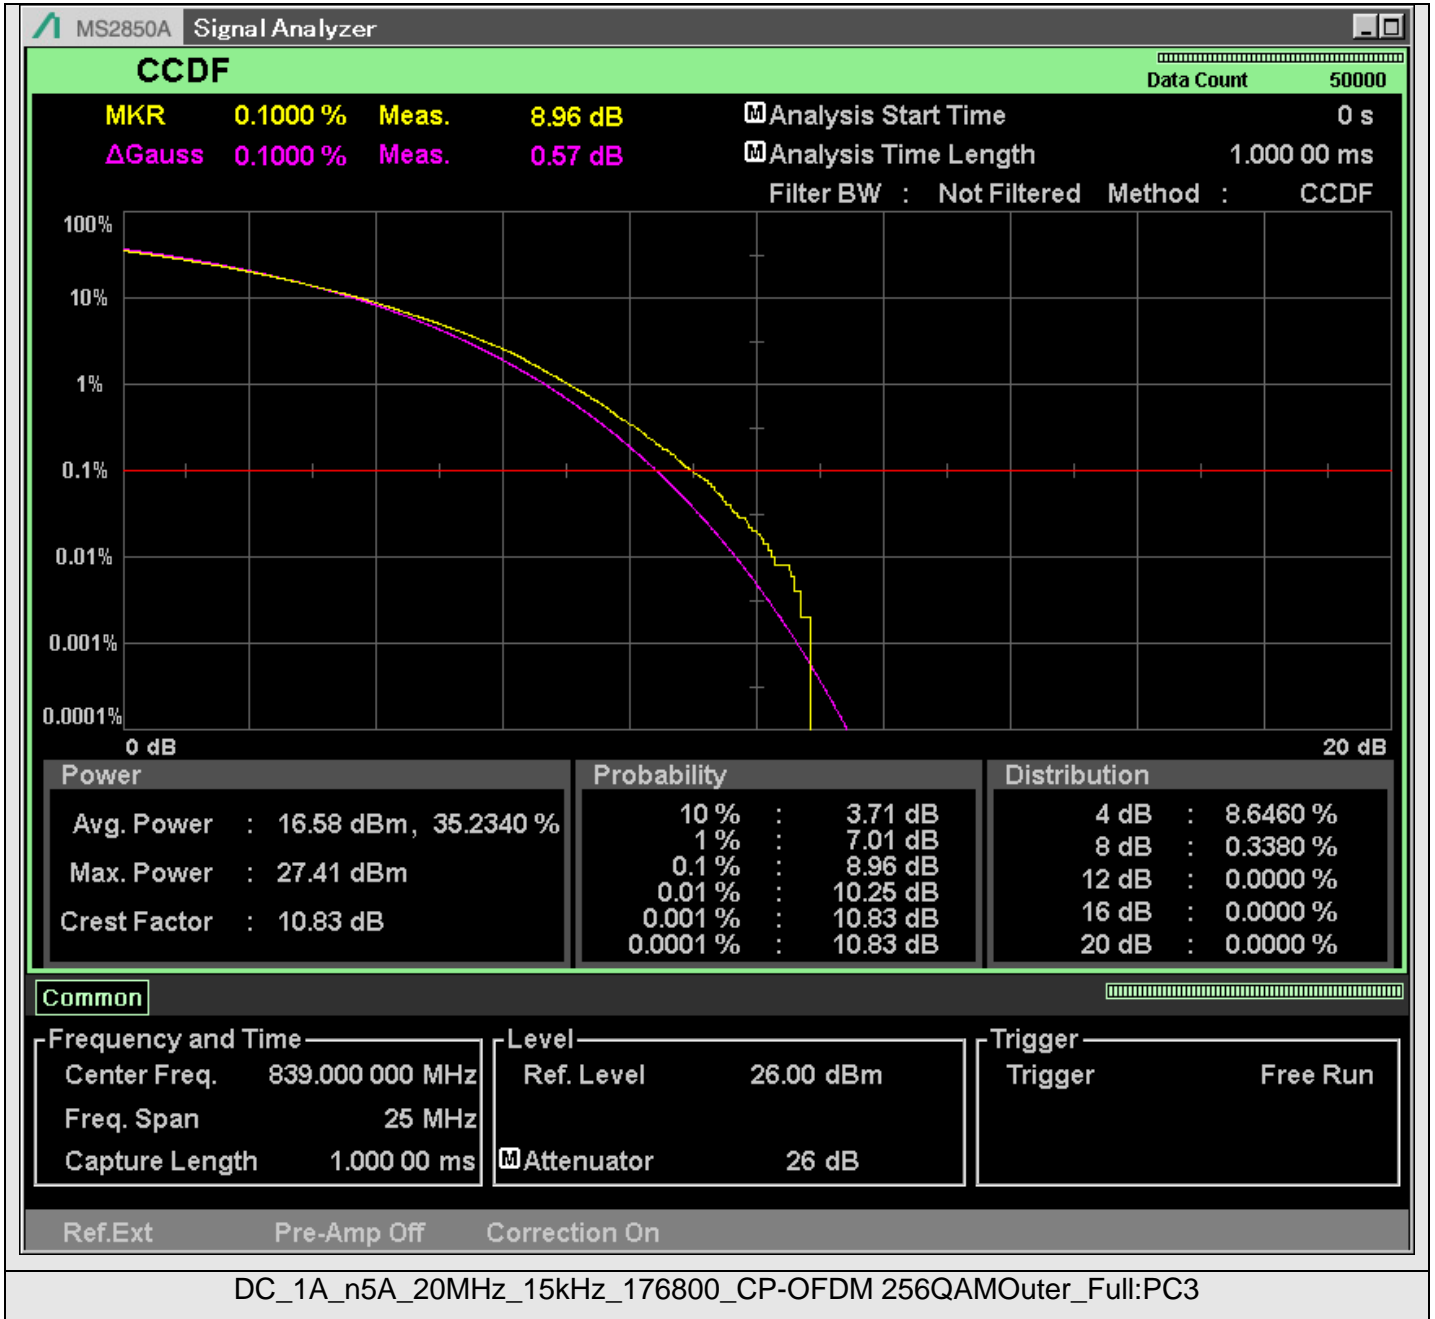 MS2850A Signal Analyzer
CCDF
Data Count 50000
MKR 0.1000 % Meas. 8.96 dB
ΔGauss 0.1000 % Meas. 0.57 dB
M Analysis Start Time 0 s
M Analysis Time Length 1.000 00 ms
Filter BW : Not Filtered Method : CCDF
100%
10%
1%
0.1%
0.01%
0.001%
0.0001%
0 dB 20 dB
Power
Avg. Power : 16.58 dBm, 35.2340 %
Max. Power : 27.41 dBm
Crest Factor : 10.83 dB
Probability
10 % : 3.71 dB
1 % : 7.01 dB
0.1 % : 8.96 dB
0.01 % : 10.25 dB
0.001 % : 10.83 dB
0.0001 % : 10.83 dB
Distribution
4 dB : 8.6460 %
8 dB : 0.3380 %
12 dB : 0.0000 %
16 dB : 0.0000 %
20 dB : 0.0000 %
Common
Frequency and Time
Center Freq. 839.000 000 MHz
Freq. Span 25 MHz
Capture Length 1.000 00 ms
Level
Ref. Level 26.00 dBm
M Attenuator 26 dB
Trigger
Trigger Free Run
Ref.Ext Pre-Amp Off Correction On
DC_1A_n5A_20MHz_15kHz_176800_CP-OFDM 256QAMOuter_Full:PC3